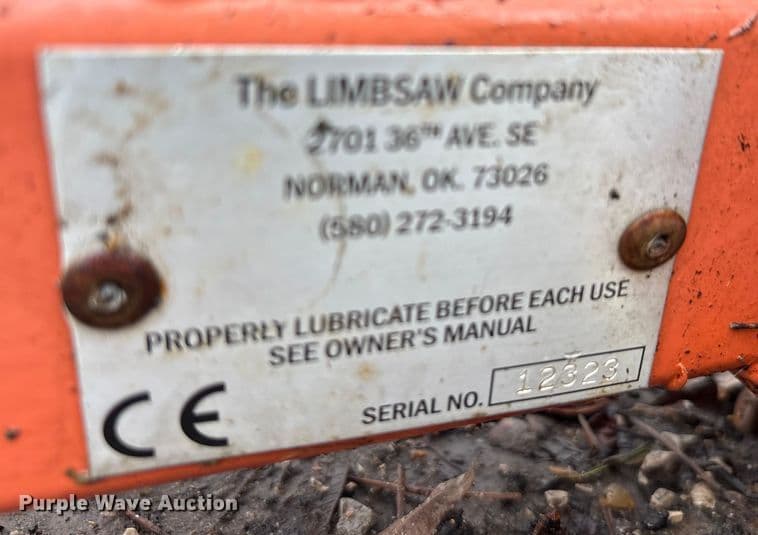 The LIMBSAW Company
2701 36TH AVE. SE
NORMAN, OK. 73026
(580) 272-3194
PROPERLY LUBRICATE BEFORE EACH USE
SEE OWNER'S MANUAL
SERIAL NO. 12323
CE
Purple Wave Auction